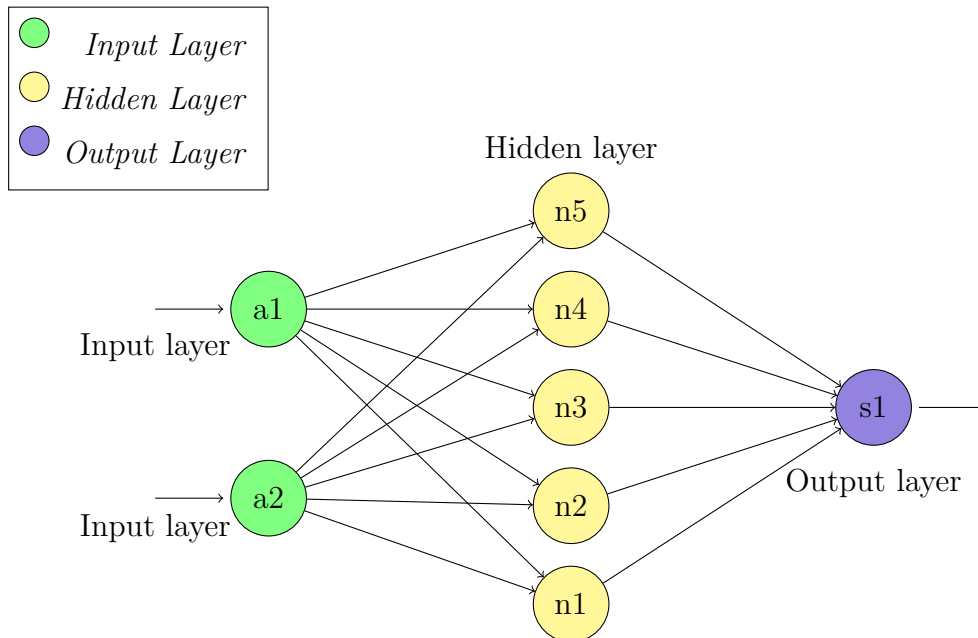 Input Layer
Hidden Layer
Output Layer
Hidden layer
n5
a1
n4
Input layer
n3
s1
Output layer
a2
n2
Input layer
n1